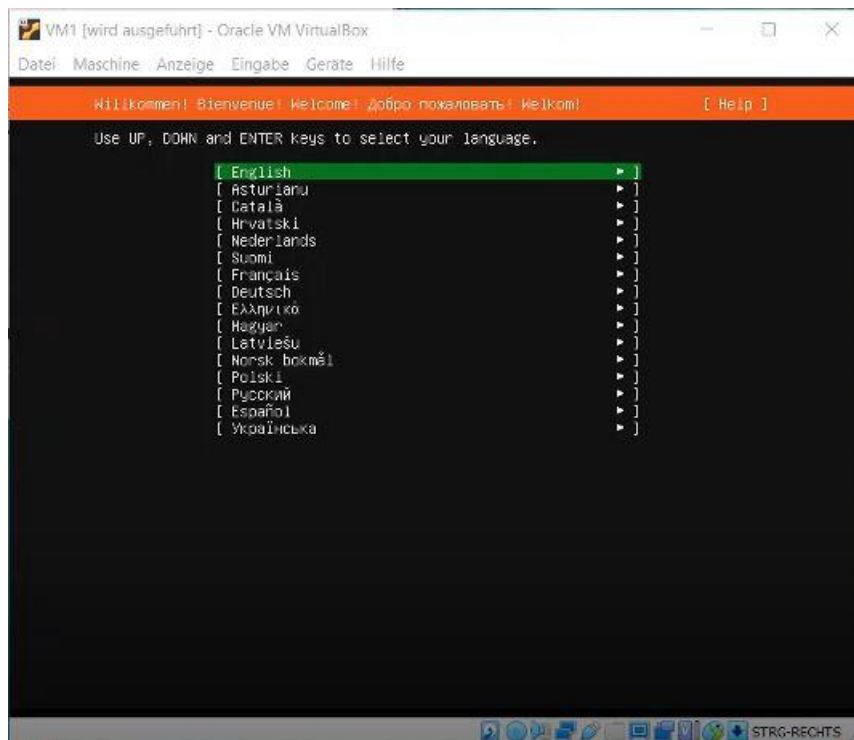 VM1 [wird ausgeführt] - Oracle VM VirtualBox
Datei Maschine Anzeige Eingabe Geräte Hilfe
Willkommen! Bienvenue! Welcome! Добро пожаловать! Welkom! [ Help ]
Use UP, DOWN and ENTER keys to select your language.
[ English ► ]
[ Asturianu ► ]
[ Català ► ]
[ Hrvatski ► ]
[ Nederlands ► ]
[ Suomi ► ]
[ Français ► ]
[ Deutsch ► ]
[ Ελληνικά ► ]
[ Magyar ► ]
[ Latviešu ► ]
[ Norsk bokmål ► ]
[ Polski ► ]
[ Русский ► ]
[ Español ► ]
[ Українська ► ]
STRG-RECHTS